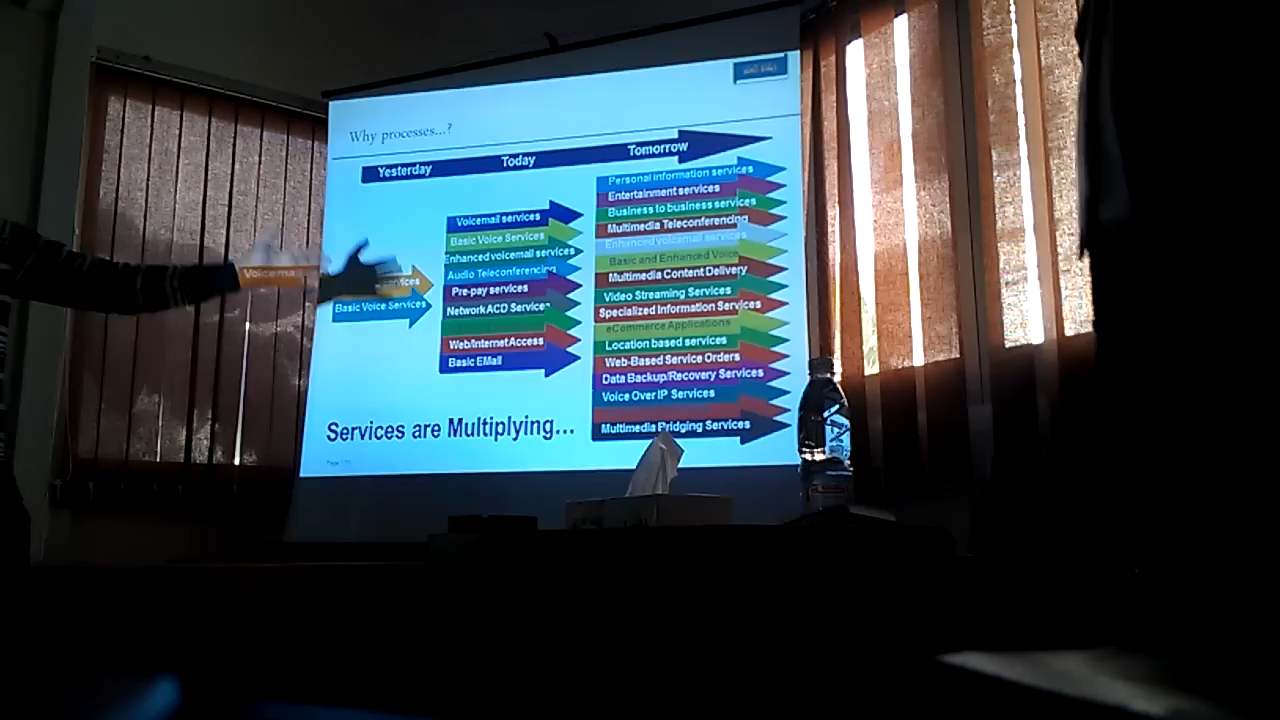 Why processes...?
Yesterday
Today
Tomorrow
Voicema
Basic Voice Services
Voicemail services
Basic Voice Services
Enhanced voicemail services
Audio Teleconferencing
Pre-pay services
Network ACD Services
Web/Internet Access
Basic EMail
Personal information services
Entertainment services
Business to business services
Multimedia Teleconferencing
Enhanced voicemail services
Basic and Enhanced Voice
Multimedia Content Delivery
Video Streaming Services
Specialized Information Services
eCommerce Applications
Location based services
Web-Based Service Orders
Data Backup/Recovery Services
Voice Over IP Services
Multimedia Bridging Services
Services are Multiplying...